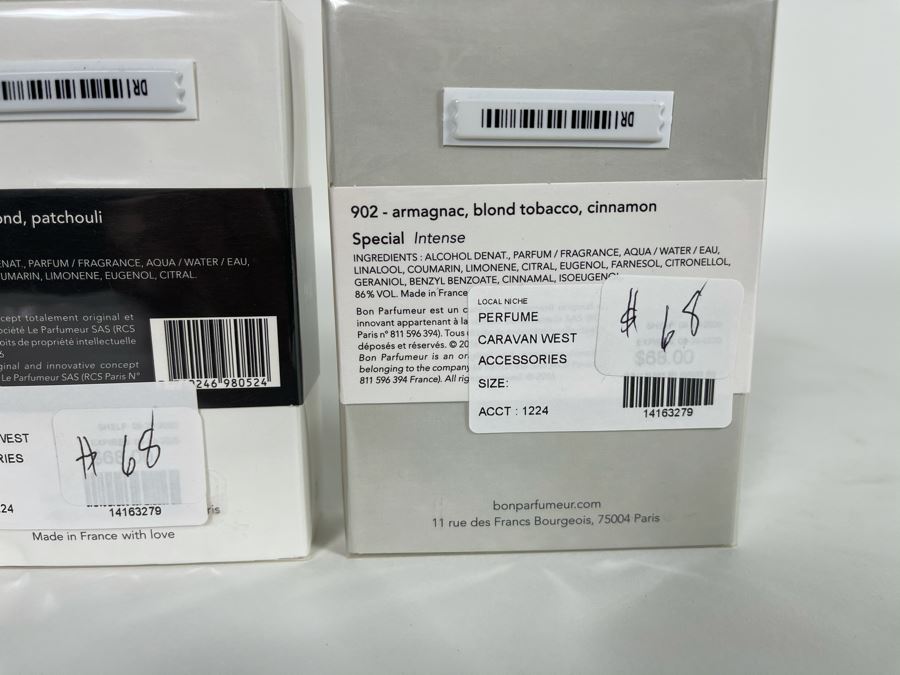 DR
ond, patchouli
DENAT., PARFUM / FRAGRANCE, AQUA / WATER / EAU,
UMARIN, LIMONENE, EUGENOL, CITRAL.
cept totalement original et
ociété Le Parfumeur SAS (RCS
oits de propriété intellectuelle
6
ginal and innovative concept
Le Parfumeur SAS (RCS Paris N°
0246 980524
WEST
RIES
$ 68
.24
14163279
ris
Made in France with love
DR
902 - armagnac, blond tobacco, cinnamon
Special Intense
INGREDIENTS : ALCOHOL DENAT., PARFUM / FRAGRANCE, AQUA / WATER / EAU,
LINALOOL, COUMARIN, LIMONENE, CITRAL, EUGENOL, FARNESOL, CITRONELLOL,
GERANIOL, BENZYL BENZOATE, CINNAMAL, ISOEUGENOL
86% VOL. Made in France
Bon Parfumeur est un c
innovant appartenant à la
Paris n° 811 596 394). Tous
déposés et réservés. © 20
Bon Parfumeur is an or
belonging to the company
811 596 394 France). All rig
LOCAL NICHE
PERFUME
CARAVAN WEST
ACCESSORIES
SIZE:
ACCT : 1224
$ 68
$68.00
14163279
bonparfumeur.com
11 rue des Francs Bourgeois, 75004 Paris